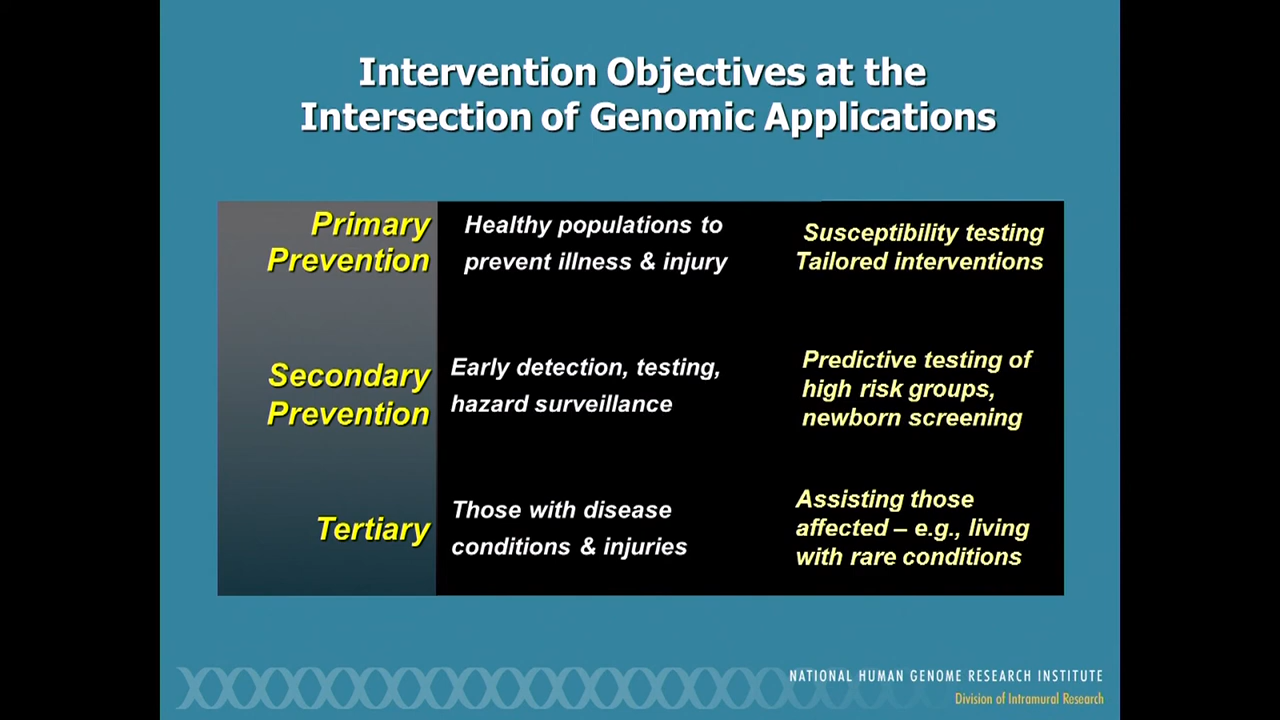 Intervention Objectives at the
Intersection of Genomic Applications
Primary
Prevention
Healthy populations to
prevent illness & injury
Susceptibility testing
Tailored interventions
Secondary
Prevention
Early detection, testing,
hazard surveillance
Predictive testing of
high risk groups,
newborn screening
Tertiary
Those with disease
conditions & injuries
Assisting those
affected – e.g., living
with rare conditions
NATIONAL HUMAN GENOME RESEARCH INSTITUTE
Division of Intramural Research